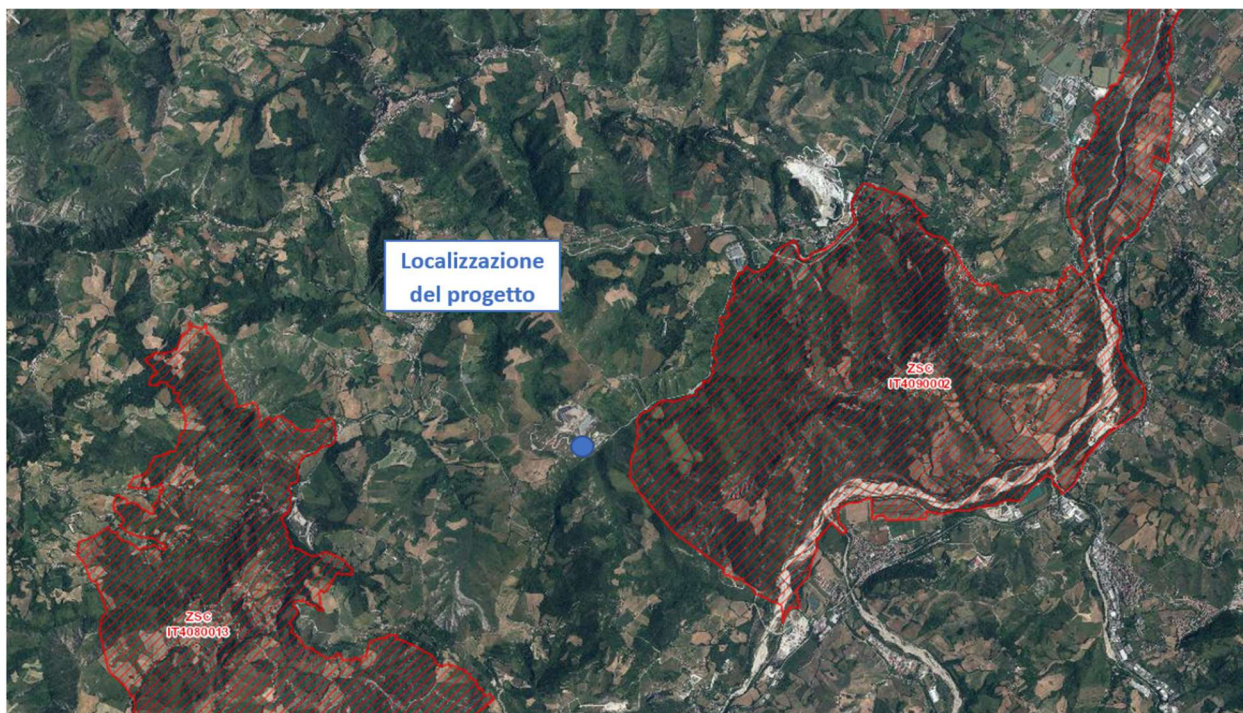 Localizzazione
del progetto
ZSC
IT4090002
ZSC
IT4080013